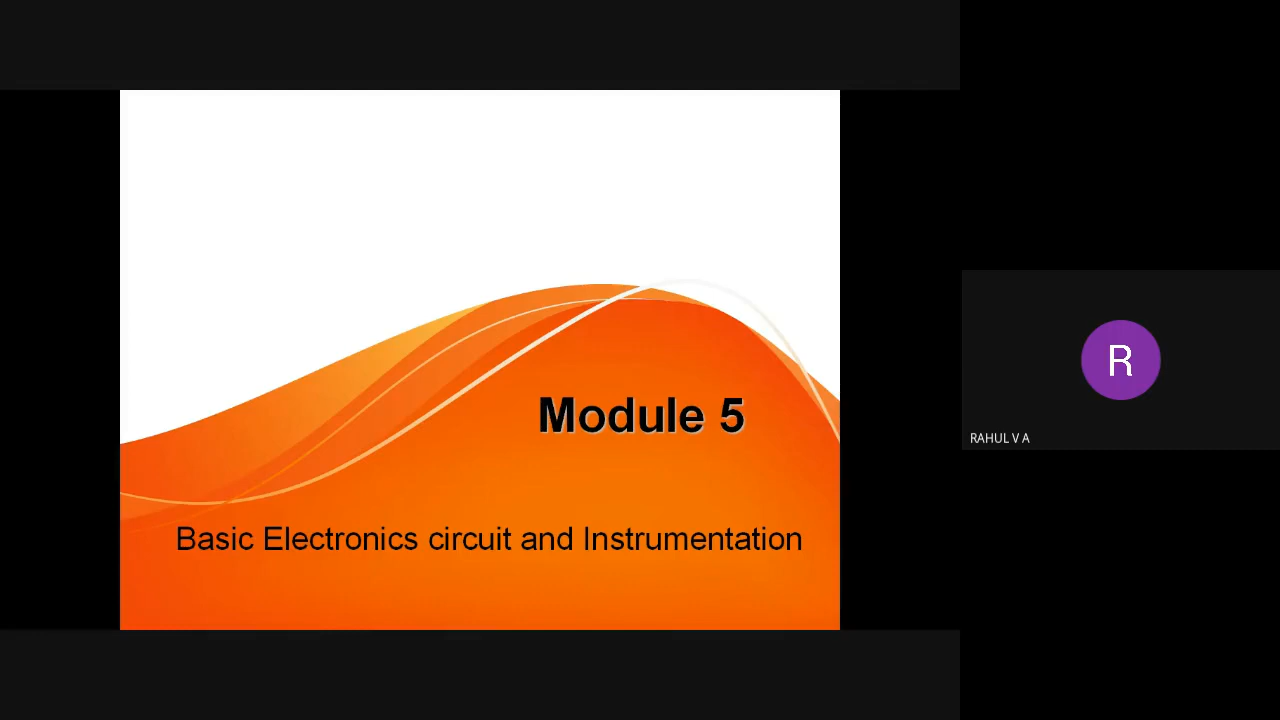 Module 5
Basic Electronics circuit and Instrumentation
R
RAHUL V A